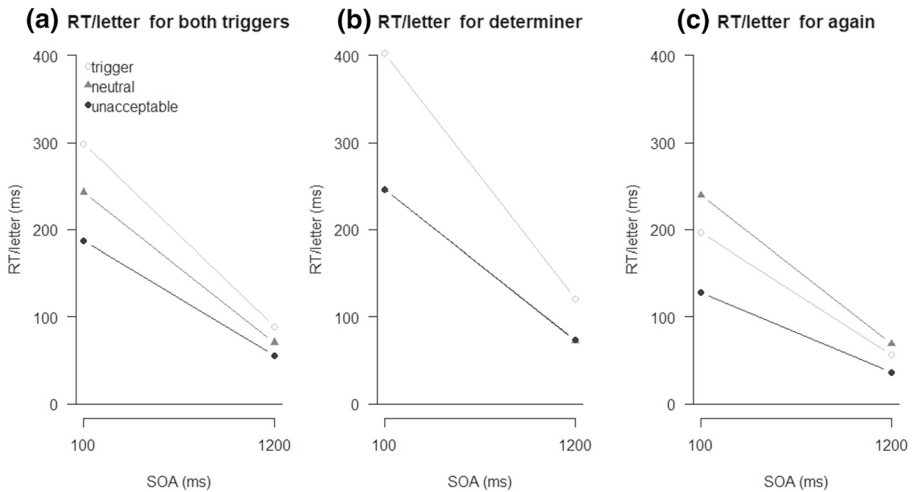 (a) RT/letter for both triggers
400
300
200
100
0
RT/letter (ms)
trigger
neutral
unacceptable
100 1200
SOA (ms)
(b) RT/letter for determiner
400
300
200
100
0
RT/letter (ms)
100 1200
SOA (ms)
(c) RT/letter for again
400
300
200
100
0
RT/letter (ms)
100 1200
SOA (ms)